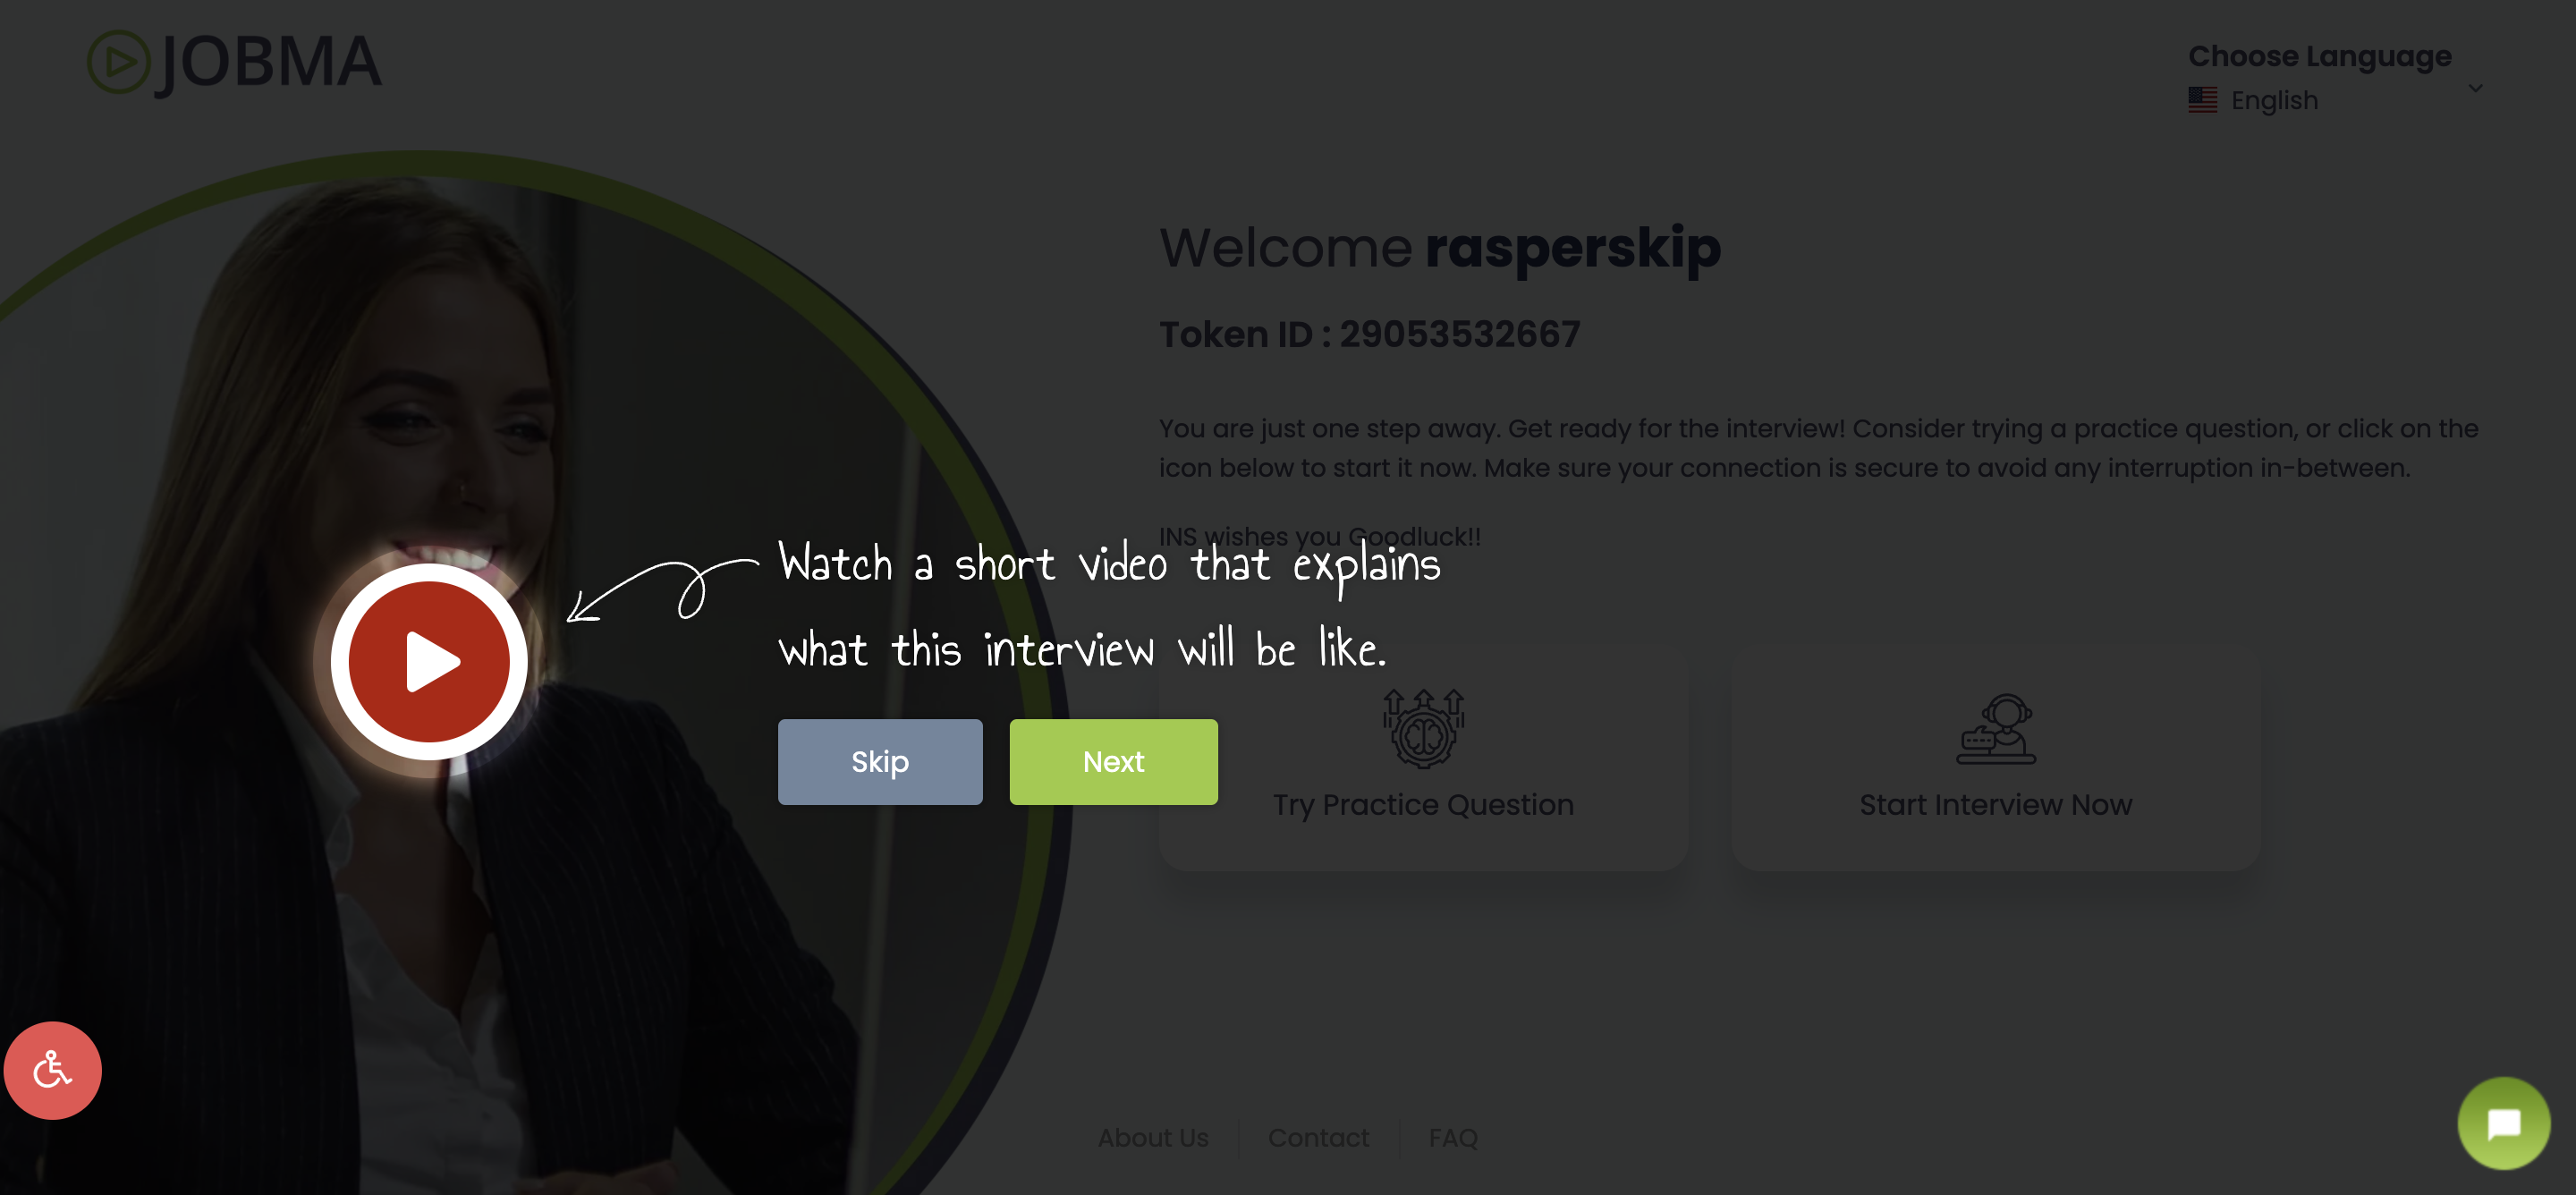 JOBMA
Choose Language
English
Welcome rasperskip
Token ID : 29053532667
You are just one step away. Get ready for the interview! Consider trying a practice question, or click on the
icon below to start it now. Make sure your connection is secure to avoid any interruption in-between.
INS wishes you Goodluck!!
Watch a short video that explains
what this interview will be like.
Skip
Next
Try Practice Question
Start Interview Now
About Us
Contact
FAQ